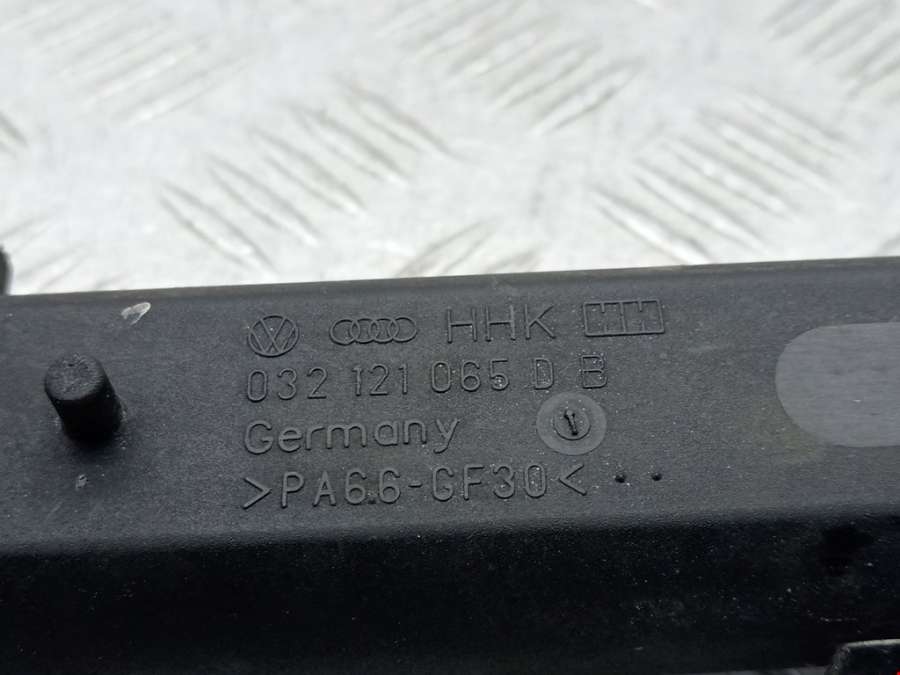 HHK
032 121 065 D B
Germany
>PA6.6-GF30<